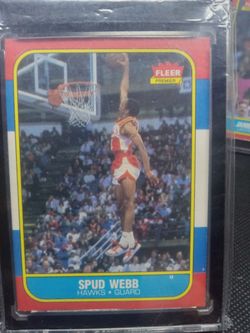 FLEER
PREMIER
SPUD WEBB
HAWKS • GUARD